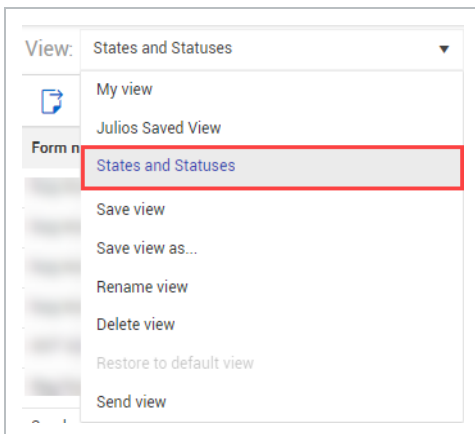 View: States and Statuses
My view
Julios Saved View
Form n
States and Statuses
Save view
Save view as...
Rename view
Delete view
Restore to default view
Send view